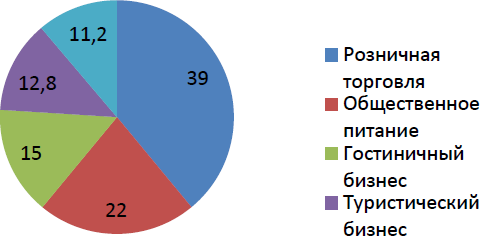 11,2
39
12,8
15
22
Розничная
торговля
Общественное
питание
Гостиничный
бизнес
Туристический
бизнес